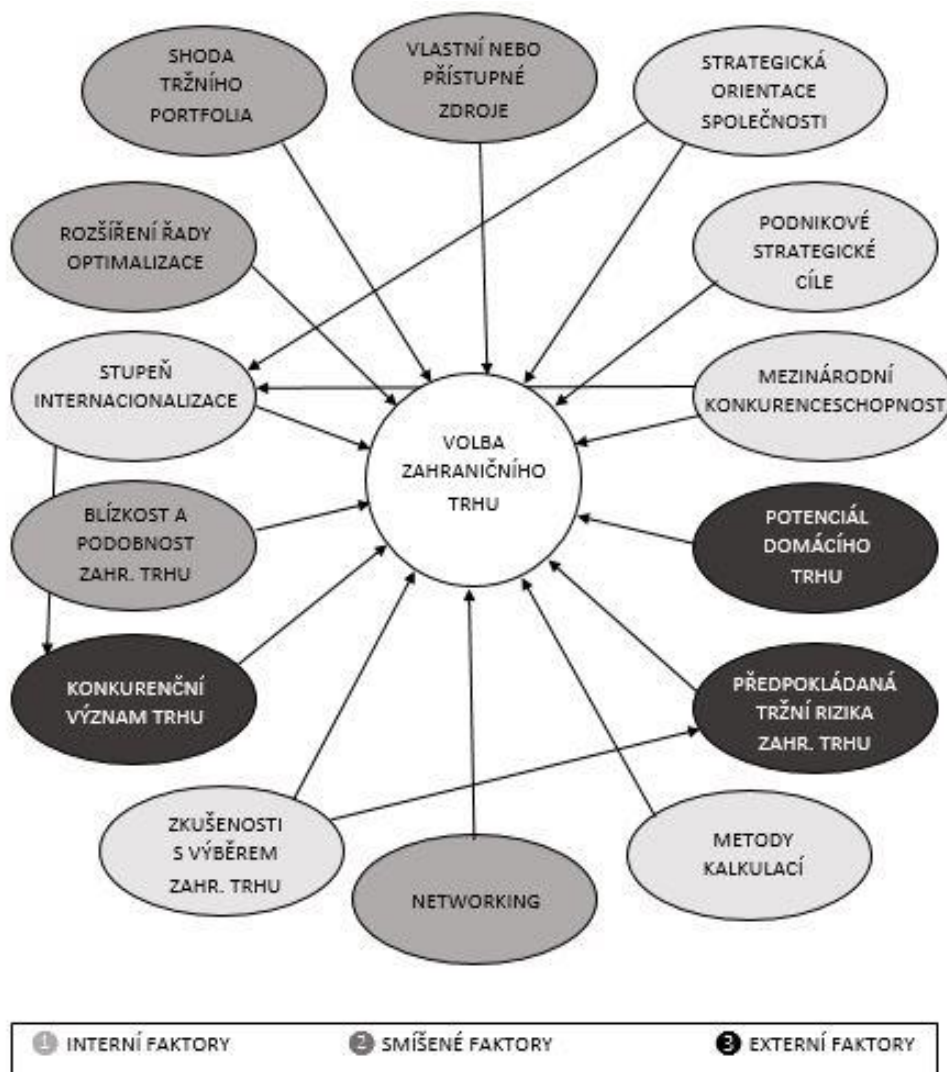 SHODA
TRŽNÍHO
PORTFOLIA
VLASTNÍ NEBO
PŘÍSTUPNÉ
ZDROJE
STRATEGICKÁ
ORIENTACE
SPOLEČNOSTI
ROZŠÍŘENÍ ŘADY
OPTIMALIZACE
PODNIKOVÉ
STRATEGICKÉ
CÍLE
STUPEŇ
INTERNACIONALIZACE
MEZINÁRODNÍ
KONKURENCESCHOPNOST
VOLBA
ZAHRANIČNÍHO
TRHU
BLÍZKOST A
PODOBNOST
ZAHR. TRHU
POTENCIÁL
DOMÁCÍHO
TRHU
KONKURENČNÍ
VÝZNAM TRHU
PŘEDPOKLÁDANÁ
TRŽNÍ RIZIKA
ZAHR. TRHU
ZKUŠENOSTI
S VÝBĚREM
ZAHR. TRHU
NETWORKING
METODY
KALKULACÍ
1 INTERNÍ FAKTORY
2 SMÍŠENÉ FAKTORY
3 EXTERNÍ FAKTORY